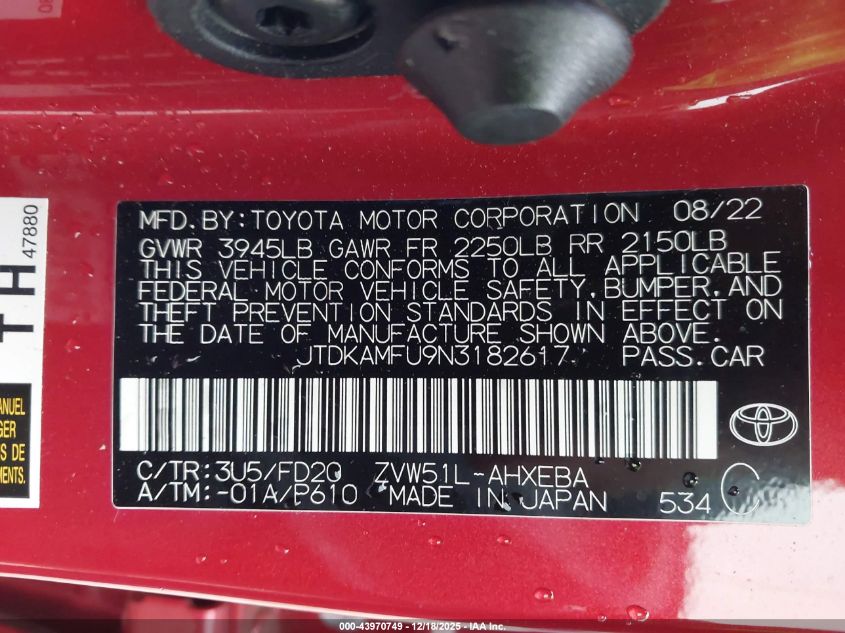 MFD.BY:TOYOTA MOTOR CORPORATION 08/22
GVWR 3945LB GAWR FR 2250LB RR 2150LB
THIS VEHICLE CONFORMS TO ALL APPLICABLE
FEDERAL MOTOR VEHICLE SAFETY,BUMPER,AND
THEFT PREVENTION STANDARDS IN EFFECT ON
THE DATE OF MANUFACTURE SHOWN ABOVE.
JTDKAMFU9N3182617 PASS.CAR
C/TR:3U5/FD20 ZVW51L-AHXEBA
A/TM:-01A/P610 MADE IN JAPAN 534 C
47880
MANUEL
DE
000-43970749 - 12/18/2025 - IAA Inc.